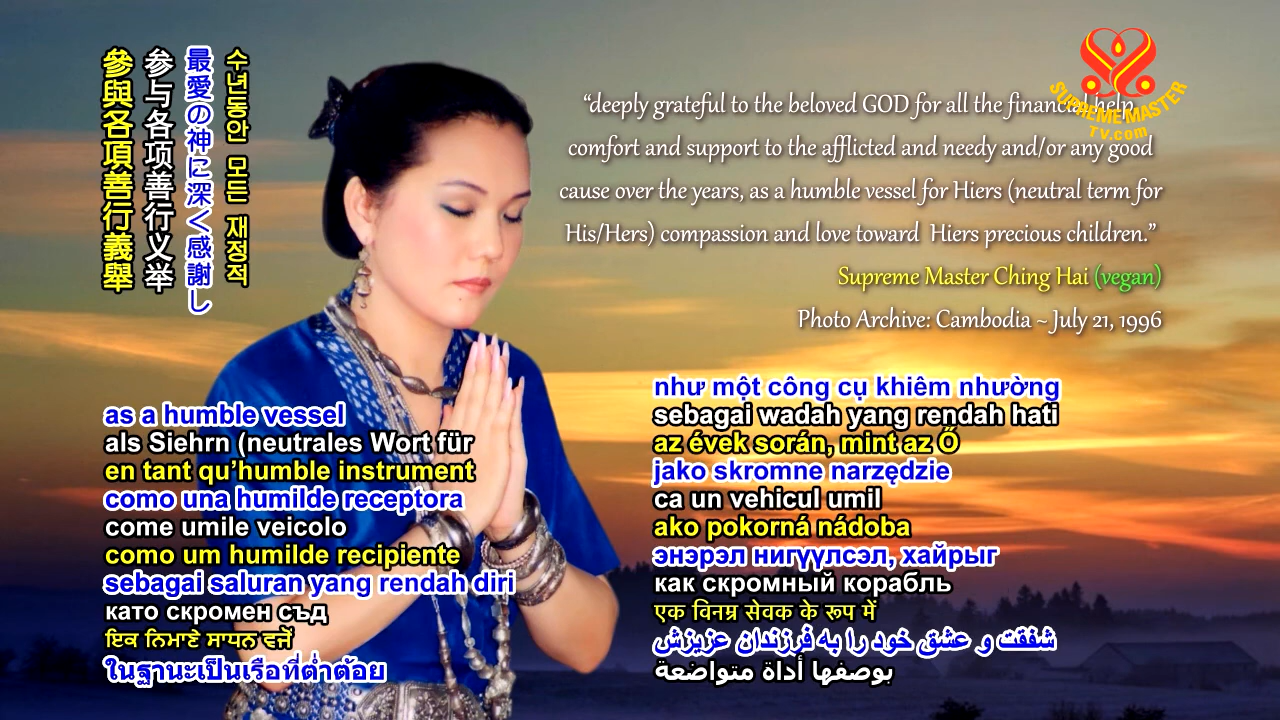 參與各項善行義舉
参与各项善行义举
最愛の神に深く感謝し
수년동안 모든 재정적
“deeply grateful to the beloved GOD for all the financial help
comfort and support to the afflicted and needy and/or any good
cause over the years, as a humble vessel for Hiers (neutral term for
His/Hers) compassion and love toward Hiers precious children.”
Supreme Master Ching Hai (vegan)
Photo Archive: Cambodia ~ July 21, 1996
SUPREME MASTER
TV.com
as a humble vessel
als Siehrn (neutrales Wort für
en tant qu’humble instrument
como una humilde receptora
come umile veicolo
como um humilde recipiente
sebagai saluran yang rendah diri
като скромен съд
ਇਕ ਨਿਮਾਣੇ ਸਾਧਨ ਵਜੋਂ
ในฐานะเป็นเรือที่ต่ำต้อย
như một công cụ khiêm nhường
sebagai wadah yang rendah hati
az évek során, mint az Ő
jako skromne narzędzie
ca un vehicul umil
ako pokorná nádoba
энэрэл нигүүлсэл, хайрыг
как скромный корабль
एक विनम्र सेवक के रूप में
شفقت و عشق خود را به فرزندان عزیزش
بوصفها أداة متواضعة